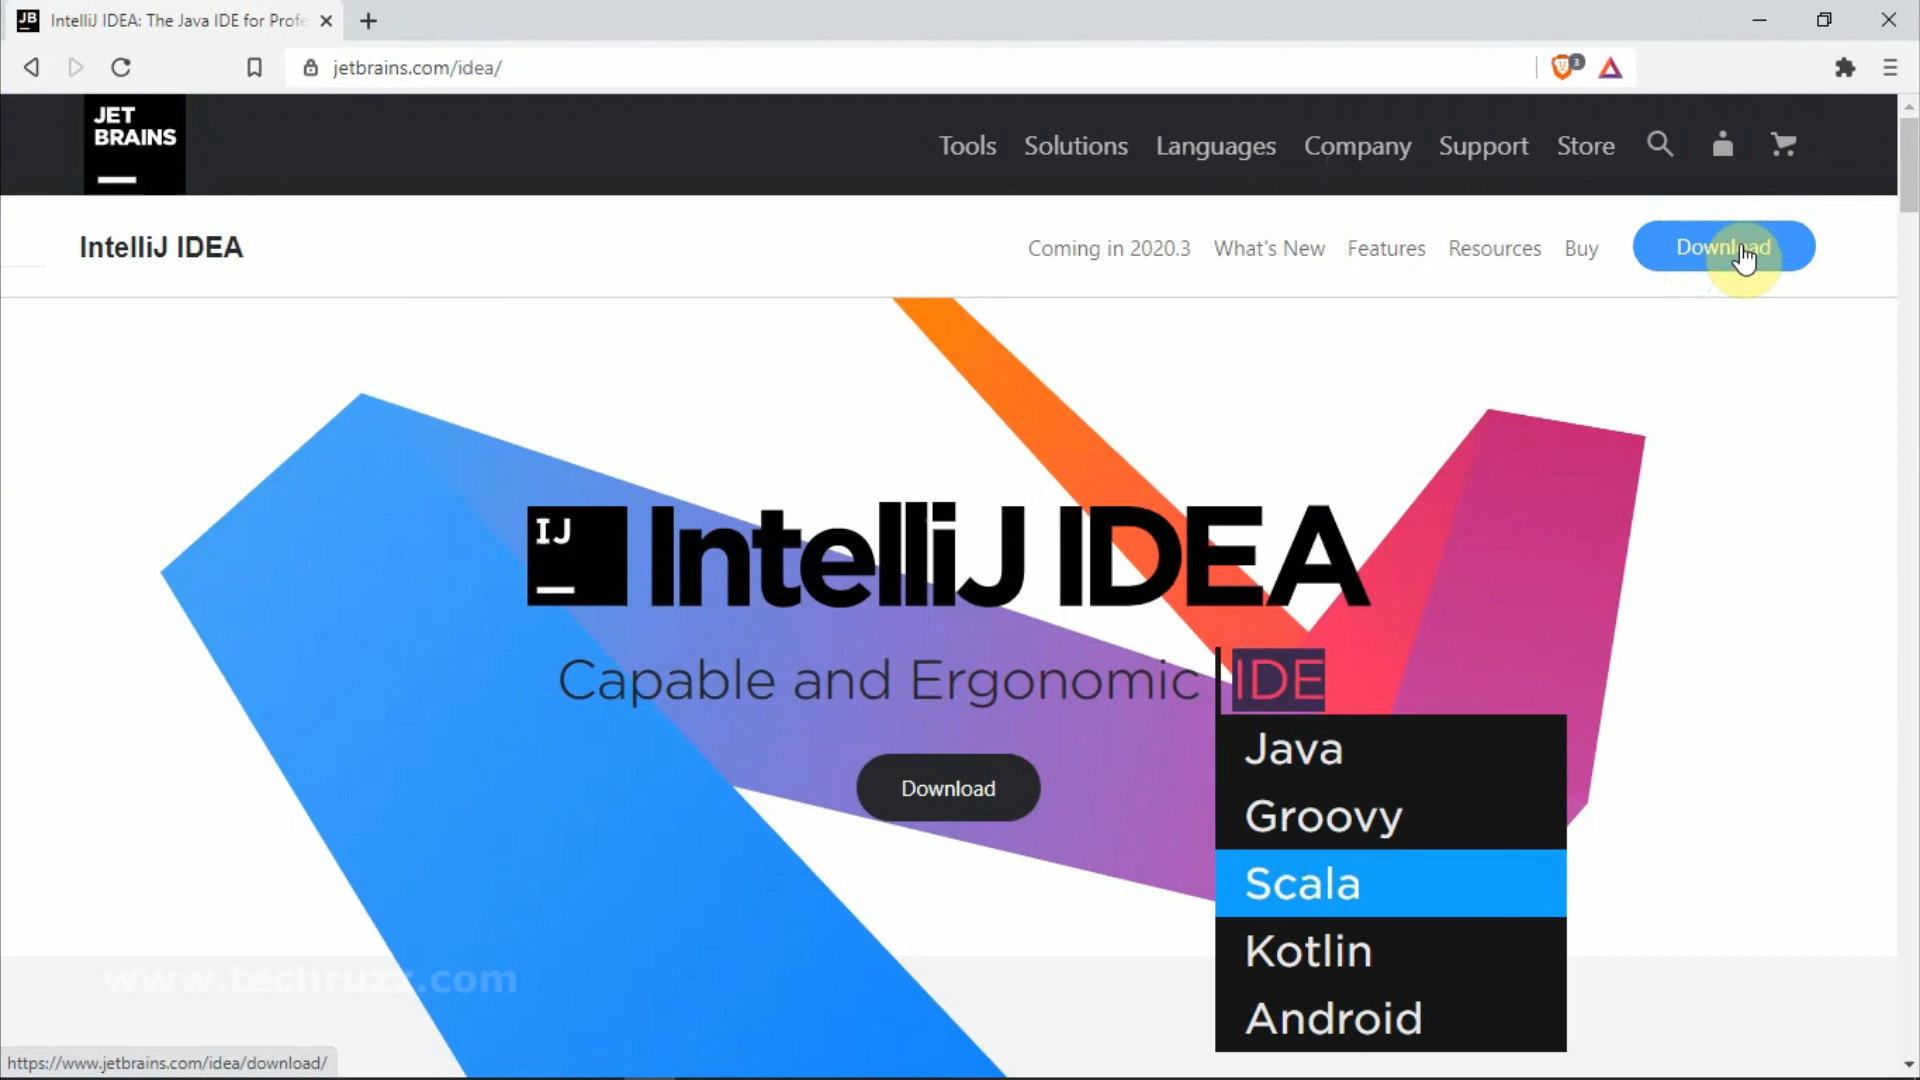 JB IntelliJ IDEA: The Java IDE for Profe
jetbrains.com/idea/
3
JET
BRAINS
Tools Solutions Languages Company Support Store
IntelliJ IDEA
Coming in 2020.3 What's New Features Resources Buy Download
IJ
IntelliJ IDEA
Capable and Ergonomic IDE
Java
Download
Groovy
Scala
Kotlin
Android
www.techruzz.com
https://www.jetbrains.com/idea/download/